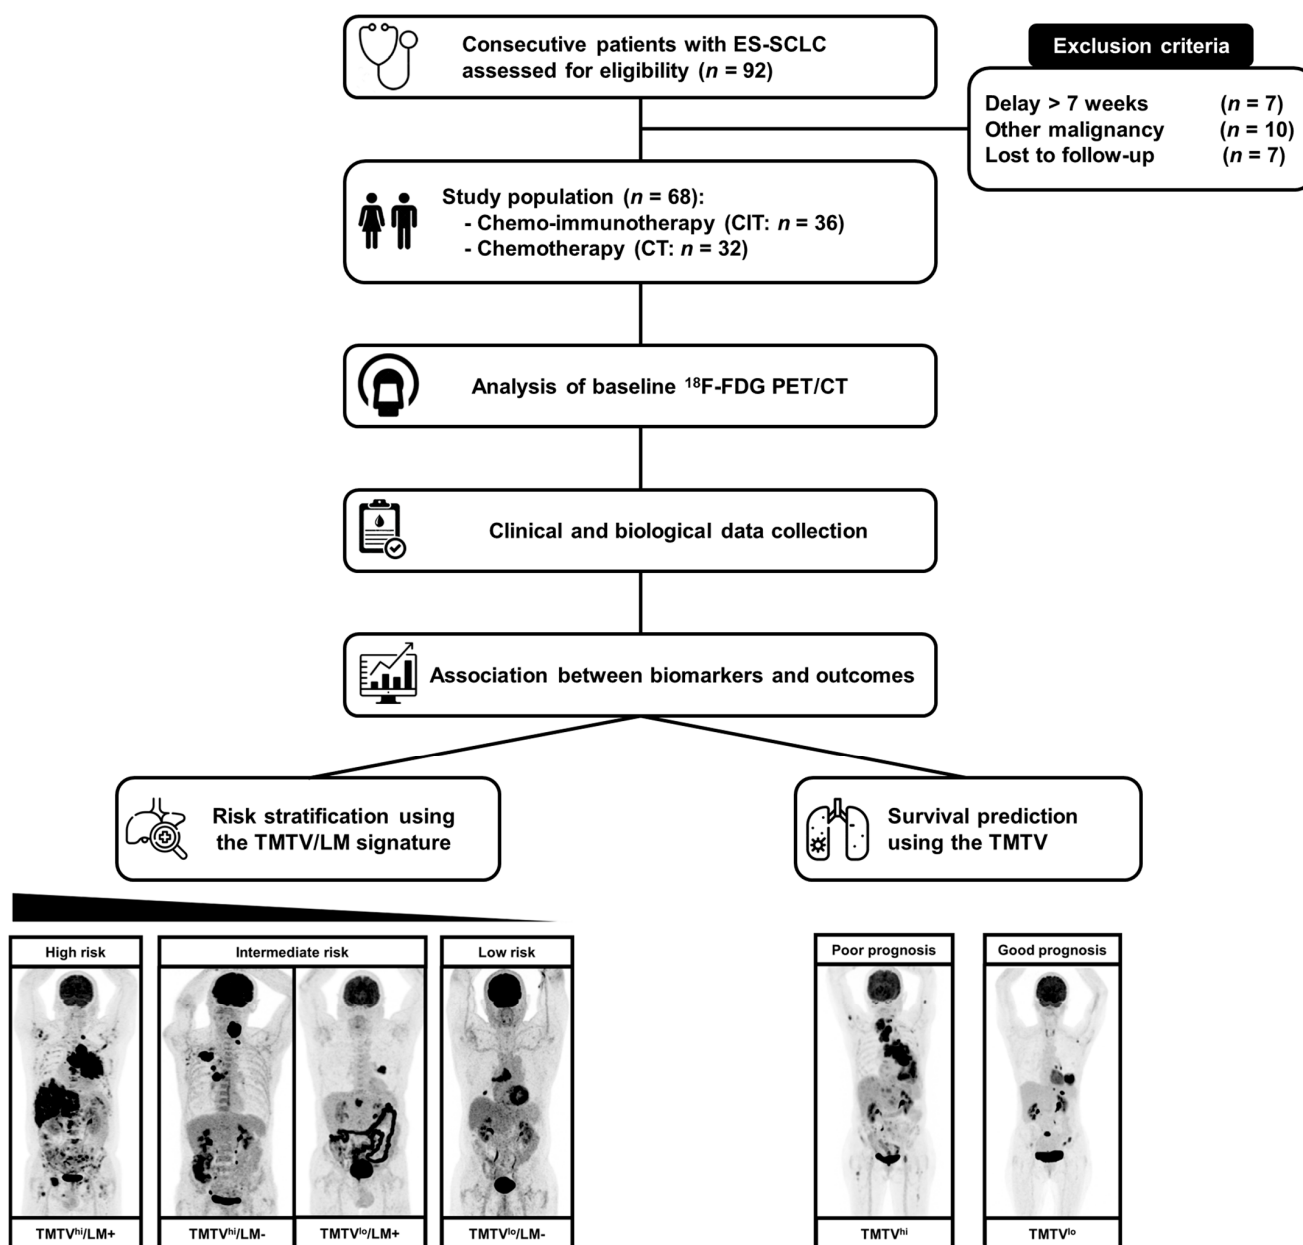 Consecutive patients with ES-SCLC
assessed for eligibility (n = 92)
Exclusion criteria
Delay > 7 weeks (n = 7)
Other malignancy (n = 10)
Lost to follow-up (n = 7)
Study population (n = 68):
- Chemo-immunotherapy (CIT: n = 36)
- Chemotherapy (CT: n = 32)
Analysis of baseline ¹⁸F-FDG PET/CT
Clinical and biological data collection
Association between biomarkers and outcomes
Risk stratification using
the TMTV/LM signature
Survival prediction
using the TMTV
High risk
Intermediate risk
Low risk
Poor prognosis
Good prognosis
TMTVʰⁱ/LM+
TMTVʰⁱ/LM-
TMTVˡᵒ/LM+
TMTVˡᵒ/LM-
TMTVʰⁱ
TMTVˡᵒ